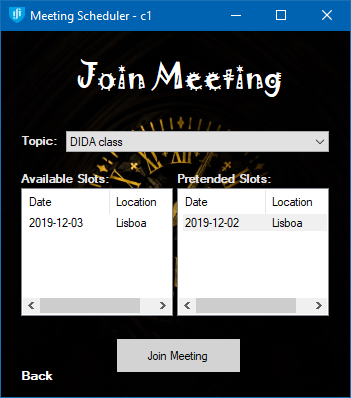 Meeting Scheduler - c1
Join Meeting
Topic: DIDA class
Available Slots: Pretended Slots:
Date Location Date Location
2019-12-03 Lisboa 2019-12-02 Lisboa
Join Meeting
Back